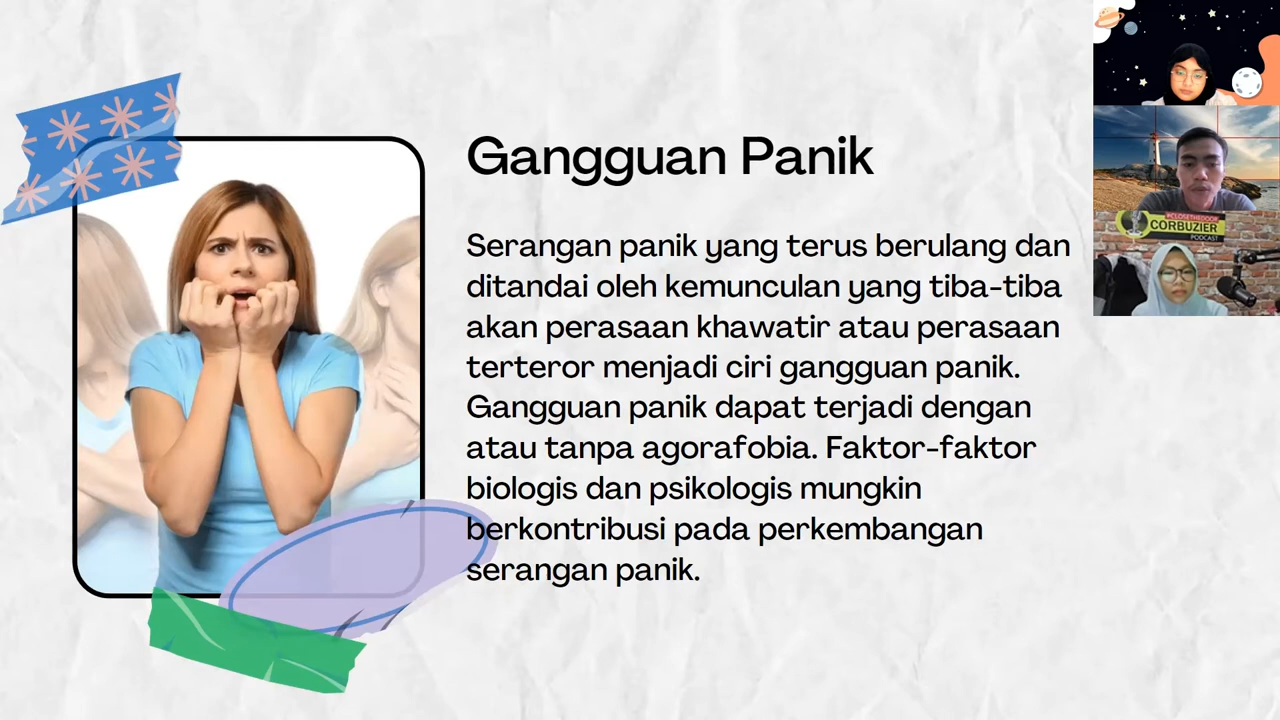 Gangguan Panik
Serangan panik yang terus berulang dan
ditandai oleh kemunculan yang tiba-tiba
akan perasaan khawatir atau perasaan
terteror menjadi ciri gangguan panik.
Gangguan panik dapat terjadi dengan
atau tanpa agorafobia. Faktor-faktor
biologis dan psikologis mungkin
berkontribusi pada perkembangan
serangan panik.
#CLOSETHEDOOR
CORBUZIER
PODCAST